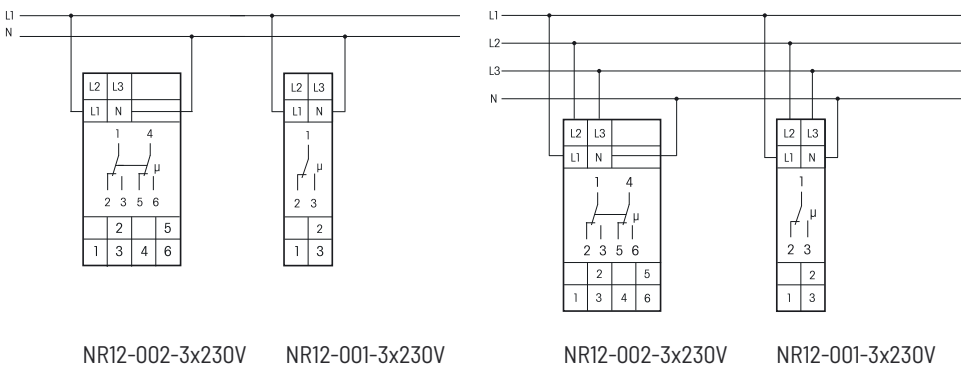 L1
N
L2 L3
L1 N
1 4
µ
2 3 5 6
2 5
1 3 4 6
L2 L3
L1 N
1
µ
2 3
2
1 3
NR12-002-3x230V NR12-001-3x230V
L1
L2
L3
N
L2 L3
L1 N
1 4
µ
2 3 5 6
2 5
1 3 4 6
L2 L3
L1 N
1
µ
2 3
2
1 3
NR12-002-3x230V NR12-001-3x230V